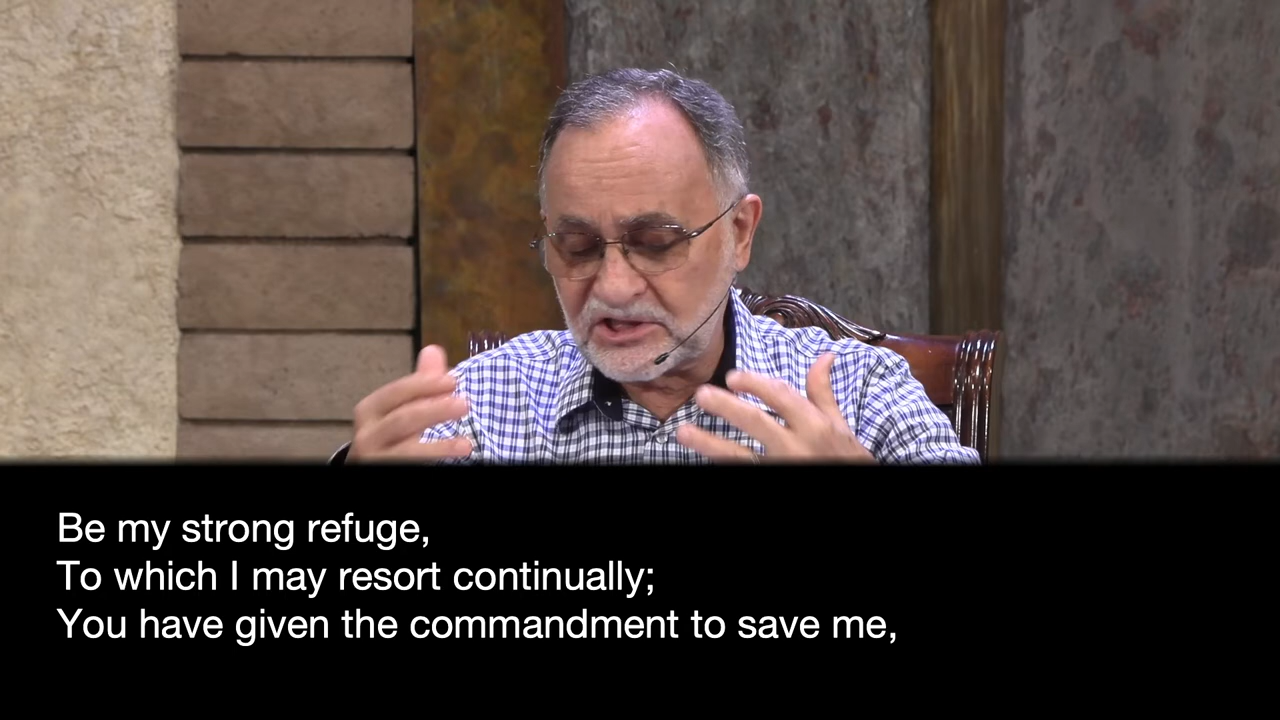 Be my strong refuge,
To which I may resort continually;
You have given the commandment to save me,